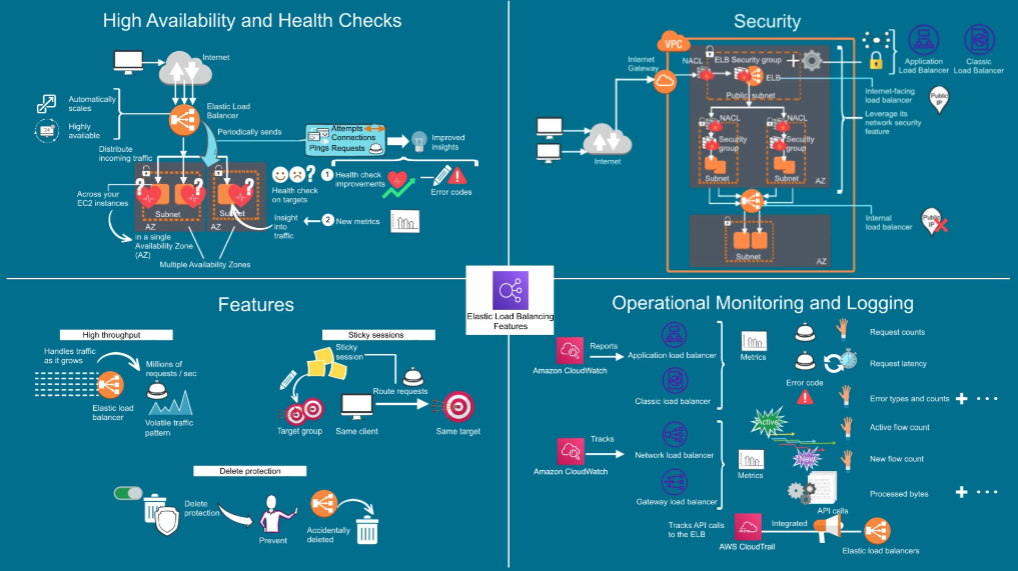 High Availability and Health Checks
Internet
Automatically
scales
Highly
available
24
Elastic Load
Balancer
Periodically sends
Attempts
Connections
Pings Requests
Improved
insights
Distribute
incoming traffic
Health check
on targets
1 Health check
improvements
Error codes
Across your
EC2 instances
Subnet
Subnet
AZ
AZ
Insight
into
traffic
2 New metrics
in a single
Availability Zone
(AZ)
Multiple Availability Zones
Security
VPC
Internet
Gateway
NACL
ELB Security group
ELB
Public subnet
Application
Load Balancer
Classic
Load Balancer
Internet-facing
load balancer
Public
IP
Leverage its
network security
feature
Internet
NACL
Security
group
Subnet
NACL
Security
group
Subnet
AZ
Internal
load balancer
Public
IP
Subnet
AZ
Elastic Load Balancing
Features
Features
High throughput
Handles traffic
as it grows
Millions of
requests / sec
Elastic load
balancer
Volatile traffic
pattern
Sticky sessions
Sticky
session
Route requests
Target group
Same client
Same target
Delete protection
Delete
protection
Prevent
Accidentally
deleted
Operational Monitoring and Logging
Amazon CloudWatch
Reports
Application load balancer
Classic load balancer
Metrics
Request counts
Request latency
Error code
Error types and counts
Amazon CloudWatch
Tracks
Network load balancer
Gateway load balancer
Metrics
Active
Active flow count
New
New flow count
Processed bytes
API calls
Tracks API calls
to the ELB
AWS CloudTrail
Integrated
Elastic load balancers